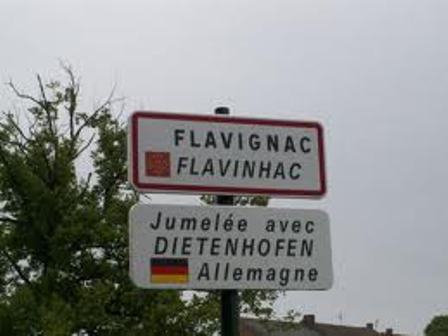 FLAVIGNAC
FLAVINHAC
Jumelée avec
DIETENHOFEN
Allemagne